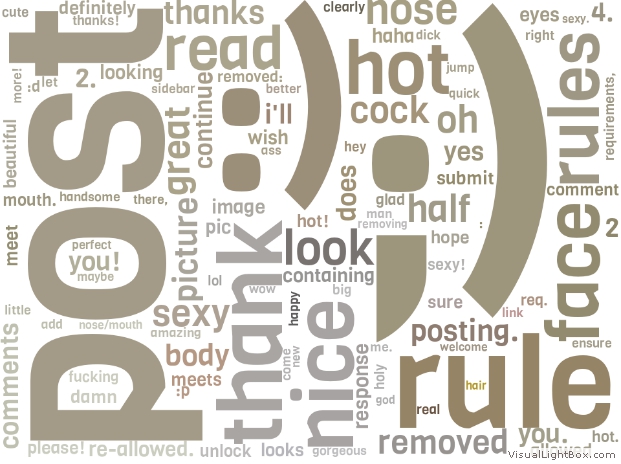 cute
definitely
thanks!
thanks
clearly
nose
eyes
sexy.
4.
more!
:d
let
2.
looking
read
haha
dick
right
post
sidebar
removed:
better
:)
hot
jump
quick
rules
requirements,
beautiful
great
continue
i'll
wish
ass
cock
oh
hey
yes
;)
mouth.
handsome
there,
picture
image
does
glad
submit
comment
man
removing
half
:
2
meet
perfect
you!
maybe
pic
hot!
look
hope
face
lol
thank
containing
sexy!
wow
happy
big
sure
req.
link
little
add
nose/mouth
sexy
amazing
nice
posting.
welcome
ensure
comments
body
meets
:p
come
new
response
me.
holy
god
rule
hair
real
fucking
damn
please!
re-allowed.
unlock
looks
gorgeous
removed
you.
hot.
allowed
VisualLightBox.com